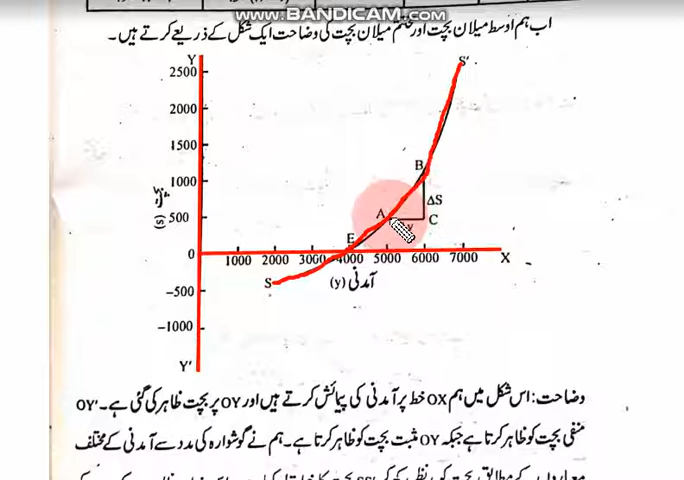 WWW.BANDICAM.COM
اب ہم اوسط میلان بچت اور مختتم میلان بچت کی وضاحت ایک شکل کے ذریعے کرتے ہیں۔
Y
S'
2500
2000
1500
1000
500
0
−500
−1000
Y'
بچت
(s)
B
A
ΔS
C
y
E
S
1000 2000 3000 4000 5000 6000 7000 X
آمدنی (y)
وضاحت: اس شکل میں ہم OX خط پر آمدنی کی پیمائش کرتے ہیں اور OY پر بچت ظاہر کی گئی ہے۔ OY'
منفی بچت کو ظاہر کرتا ہے جبکہ OY مثبت بچت کو ظاہر کرتا ہے۔ ہم نے گوشوارہ کی مدد سے آمدنی کے مختلف